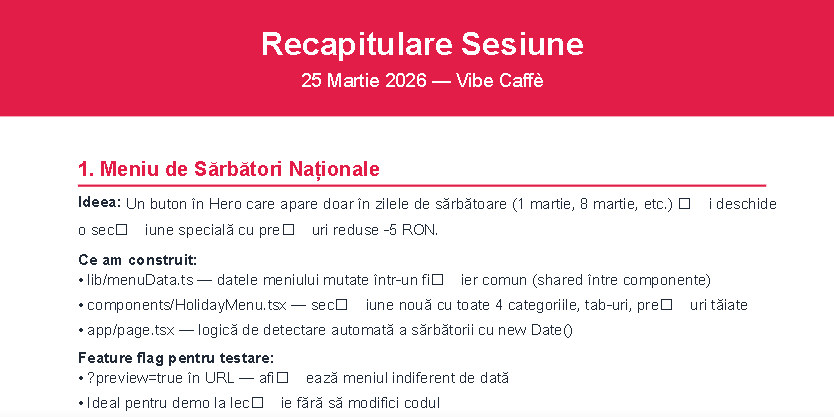 Recapitulare Sesiune
25 Martie 2026 — Vibe Caffè
1. Meniu de Sărbători Naționale
Ideea: Un buton în Hero care apare doar în zilele de sărbătoare (1 martie, 8 martie, etc.) □ i deschide
o sec□ iune specială cu pre□ uri reduse -5 RON.
Ce am construit:
• lib/menuData.ts — datele meniului mutate într-un fi□ ier comun (shared între componente)
• components/HolidayMenu.tsx — sec□ iune nouă cu toate 4 categoriile, tab-uri, pre□ uri tăiate
• app/page.tsx — logică de detectare automată a sărbătorii cu new Date()
Feature flag pentru testare:
• ?preview=true în URL — afi□ ează meniul indiferent de dată
• Ideal pentru demo la lec□ ie fără să modifici codul